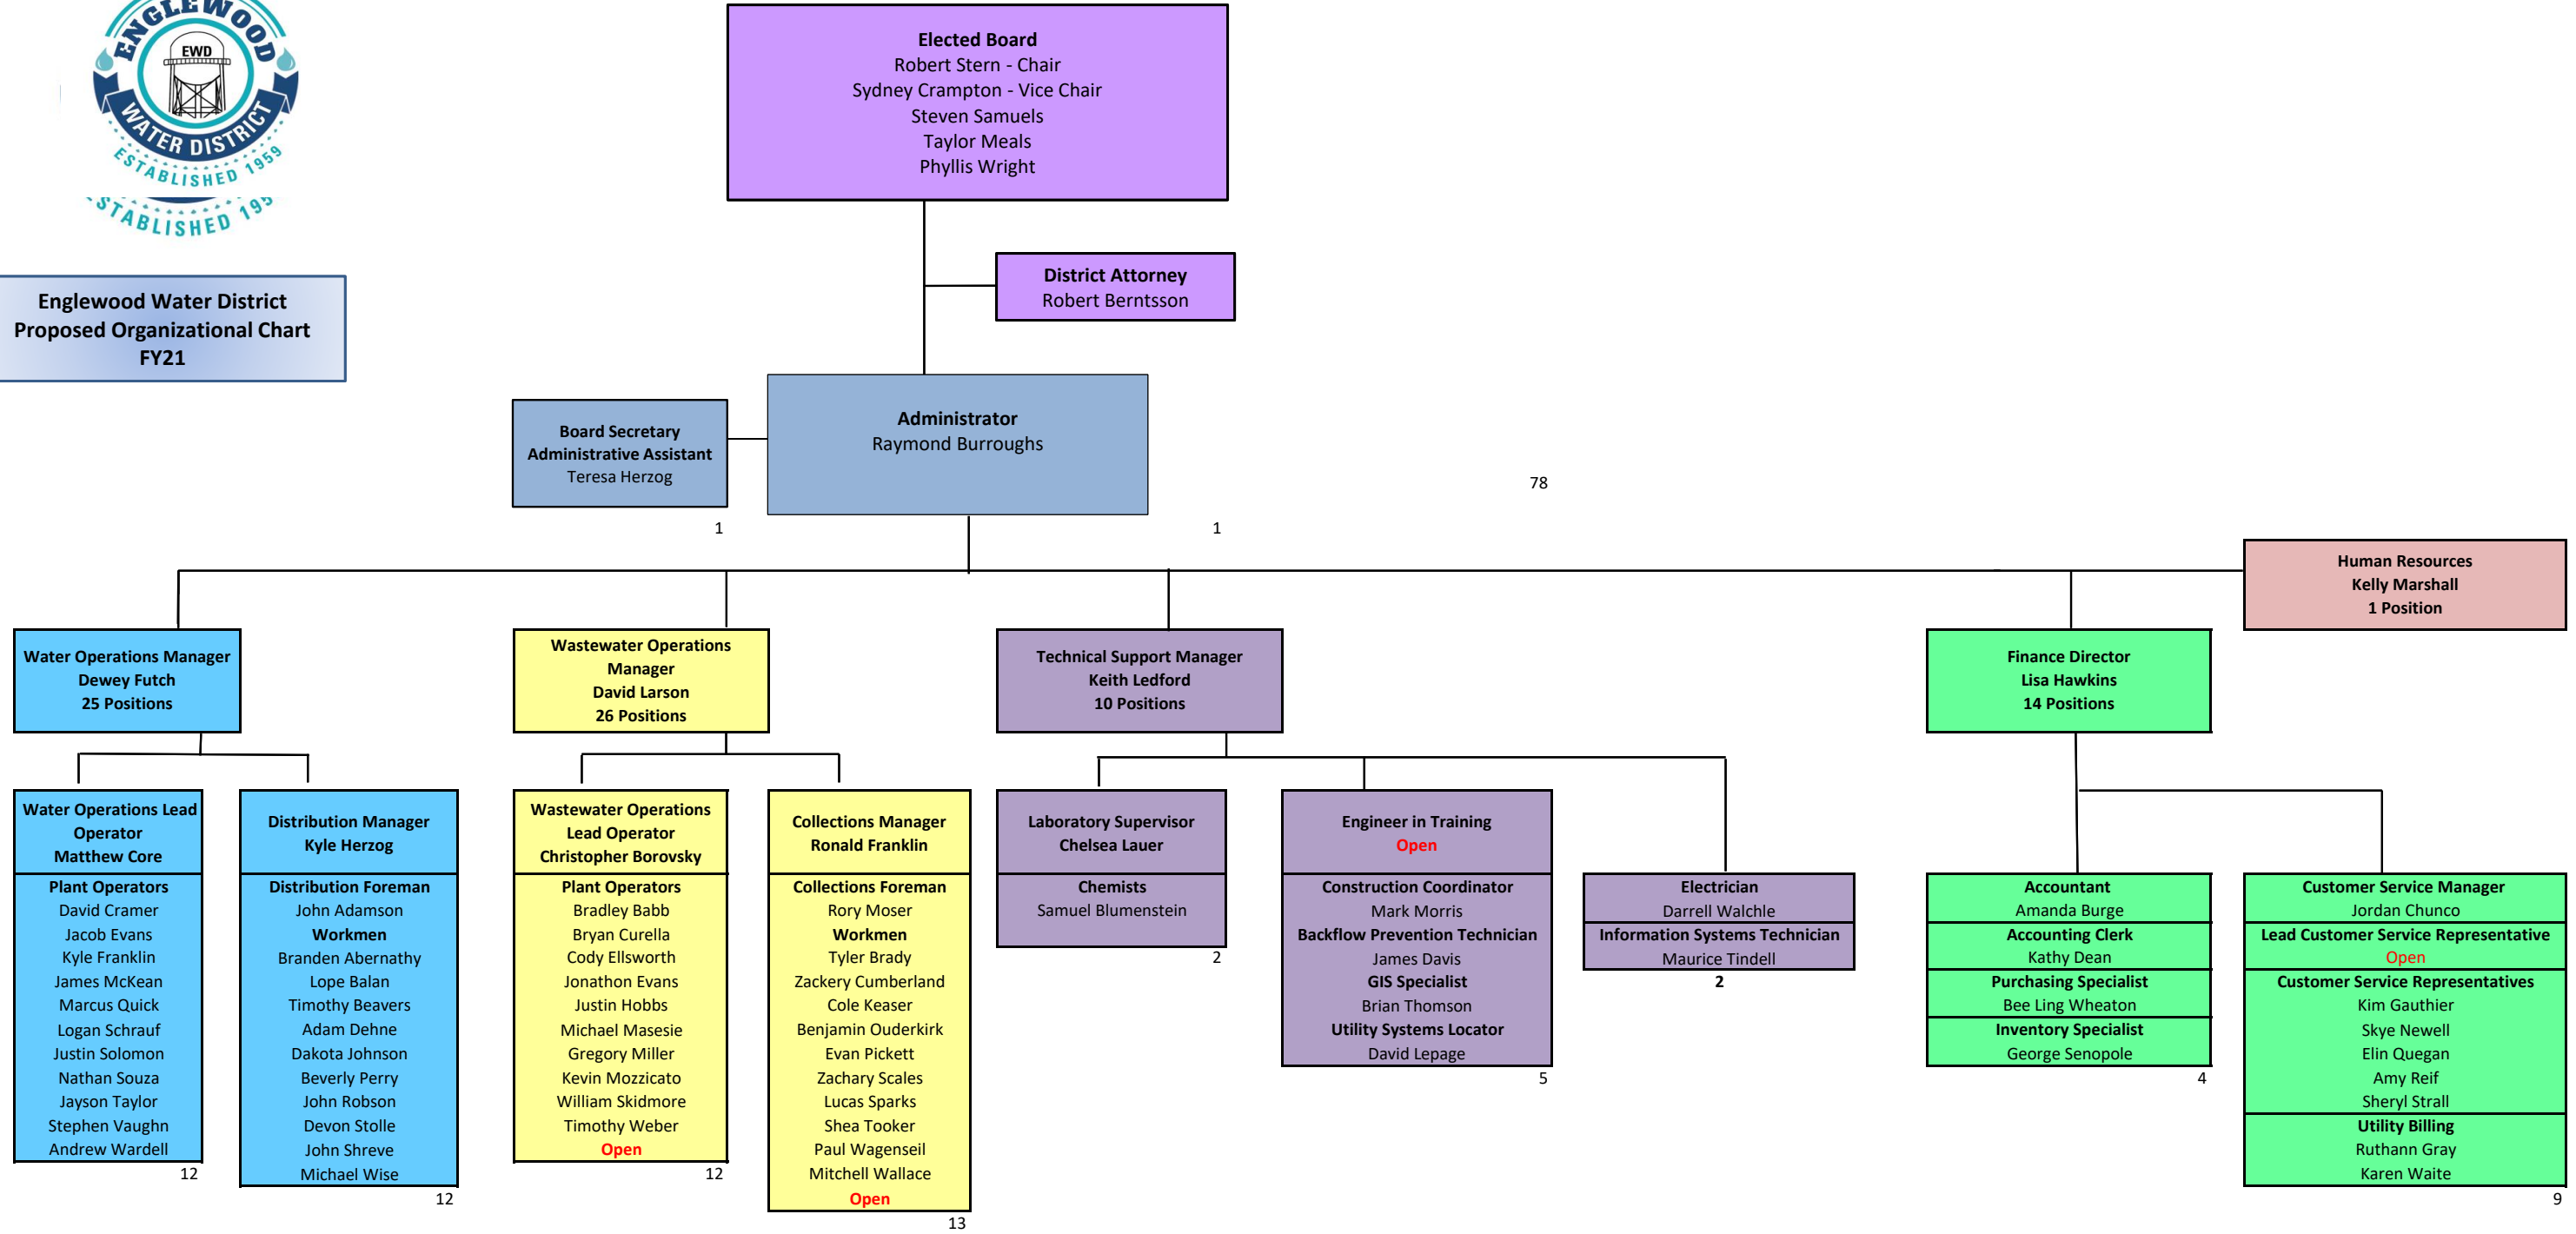 ENGLEWOOD
EWD
WATER DISTRICT
ESTABLISHED 1959
STABLISHED 195
Englewood Water District
Proposed Organizational Chart
FY21
Elected Board
Robert Stern - Chair
Sydney Crampton - Vice Chair
Steven Samuels
Taylor Meals
Phyllis Wright
District Attorney
Robert Berntsson
Board Secretary
Administrative Assistant
Teresa Herzog
1
Administrator
Raymond Burroughs
1
78
Human Resources
Kelly Marshall
1 Position
Water Operations Manager
Dewey Futch
25 Positions
Wastewater Operations
Manager
David Larson
26 Positions
Technical Support Manager
Keith Ledford
10 Positions
Finance Director
Lisa Hawkins
14 Positions
Water Operations Lead
Operator
Matthew Core
Plant Operators
David Cramer
Jacob Evans
Kyle Franklin
James McKean
Marcus Quick
Logan Schrauf
Justin Solomon
Nathan Souza
Jayson Taylor
Stephen Vaughn
Andrew Wardell
12
Distribution Manager
Kyle Herzog
Distribution Foreman
John Adamson
Workmen
Branden Abernathy
Lope Balan
Timothy Beavers
Adam Dehne
Dakota Johnson
Beverly Perry
John Robson
Devon Stolle
John Shreve
Michael Wise
12
Wastewater Operations
Lead Operator
Christopher Borovsky
Plant Operators
Bradley Babb
Bryan Curella
Cody Ellsworth
Jonathon Evans
Justin Hobbs
Michael Masesie
Gregory Miller
Kevin Mozzicato
William Skidmore
Timothy Weber
Open
12
Collections Manager
Ronald Franklin
Collections Foreman
Rory Moser
Workmen
Tyler Brady
Zackery Cumberland
Cole Keaser
Benjamin Ouderkirk
Evan Pickett
Zachary Scales
Lucas Sparks
Shea Tooker
Paul Wagenseil
Mitchell Wallace
Open
13
Laboratory Supervisor
Chelsea Lauer
Chemists
Samuel Blumenstein
2
Engineer in Training
Open
Construction Coordinator
Mark Morris
Backflow Prevention Technician
James Davis
GIS Specialist
Brian Thomson
Utility Systems Locator
David Lepage
5
Electrician
Darrell Walchle
Information Systems Technician
Maurice Tindell
2
Accountant
Amanda Burge
Accounting Clerk
Kathy Dean
Purchasing Specialist
Bee Ling Wheaton
Inventory Specialist
George Senopole
4
Customer Service Manager
Jordan Chunco
Lead Customer Service Representative
Open
Customer Service Representatives
Kim Gauthier
Skye Newell
Elin Quegan
Amy Reif
Sheryl Strall
Utility Billing
Ruthann Gray
Karen Waite
9